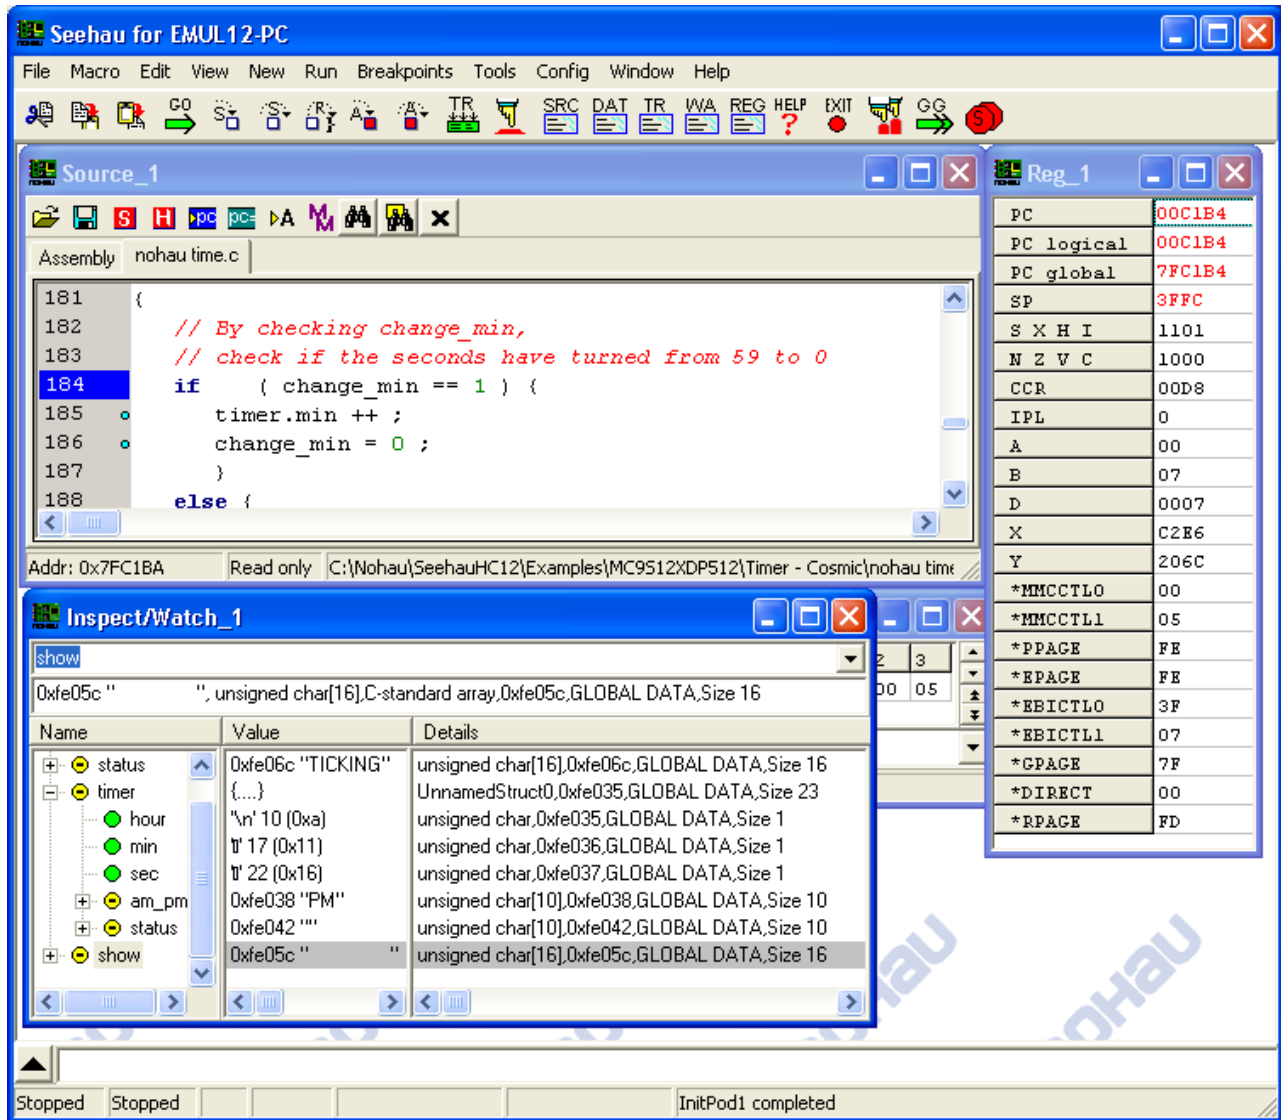 Seehau for EMUL12-PC
File Macro Edit View New Run Breakpoints Tools Config Window Help
GO S S R A A TR SRC DAT TR WA REG HELP EXIT GG S
Source_1
S H pc pc= A M M
Assembly nohau time.c
181 {
182 // By checking change_min,
183 // check if the seconds have turned from 59 to 0
184 if ( change_min == 1 ) {
185 timer.min ++ ;
186 change_min = 0 ;
187 }
188 else {
Addr: 0x7FC1BA Read only C:\Nohau\SeehauHC12\Examples\MC9S12XDP512\Timer - Cosmic\nohau time
Reg_1
PC 00C1B4
PC logical 00C1B4
PC global 7FC1B4
SP 3FFC
S X H I 1101
N Z V C 1000
CCR 00D8
IPL 0
A 00
B 07
D 0007
X C2E6
Y 206C
*MMCCTL0 00
*MMCCTL1 05
*PPAGE FE
*EPAGE FE
*EBICTL0 3F
*EBICTL1 07
*GPAGE 7F
*DIRECT 00
*RPAGE FD
Inspect/Watch_1
show
0xfe05c " ", unsigned char[16],C-standard array,0xfe05c,GLOBAL DATA,Size 16
Name Value Details
status 0xfe06c "TICKING" unsigned char[16],0xfe06c,GLOBAL DATA,Size 16
timer {....} UnnamedStruct0,0xfe035,GLOBAL DATA,Size 23
hour '\n' 10 (0xa) unsigned char,0xfe035,GLOBAL DATA,Size 1
min 17 (0x11) unsigned char,0xfe036,GLOBAL DATA,Size 1
sec 22 (0x16) unsigned char,0xfe037,GLOBAL DATA,Size 1
am_pm 0xfe038 "PM" unsigned char[10],0xfe038,GLOBAL DATA,Size 10
status 0xfe042 "" unsigned char[10],0xfe042,GLOBAL DATA,Size 10
show 0xfe05c " " unsigned char[16],0xfe05c,GLOBAL DATA,Size 16
3
05
nohau
nohau
Stopped Stopped InitPod1 completed